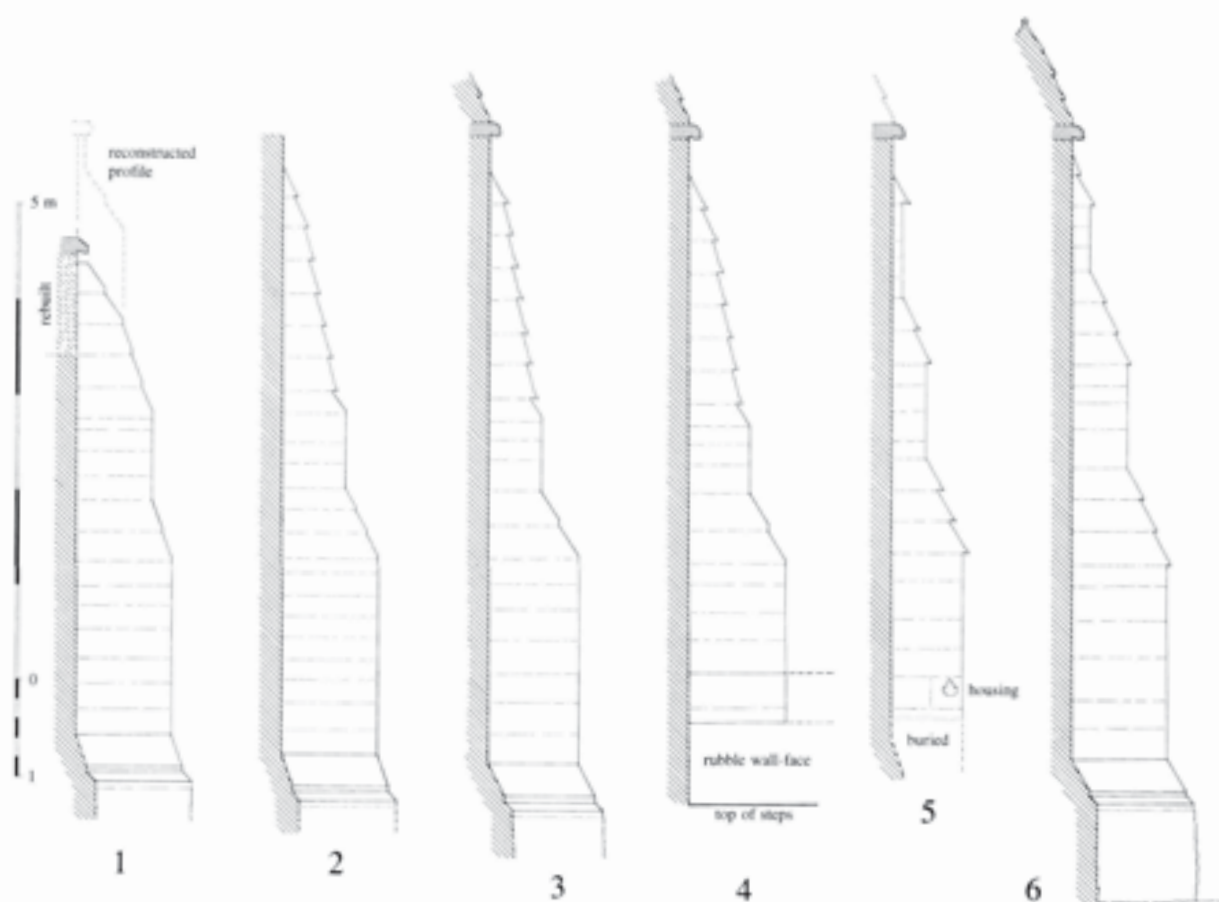 reconstructed
profile
5 m
rebuilt
0
housing
buried
rubble wall-face
1
top of steps
1
2
3
4
5
6